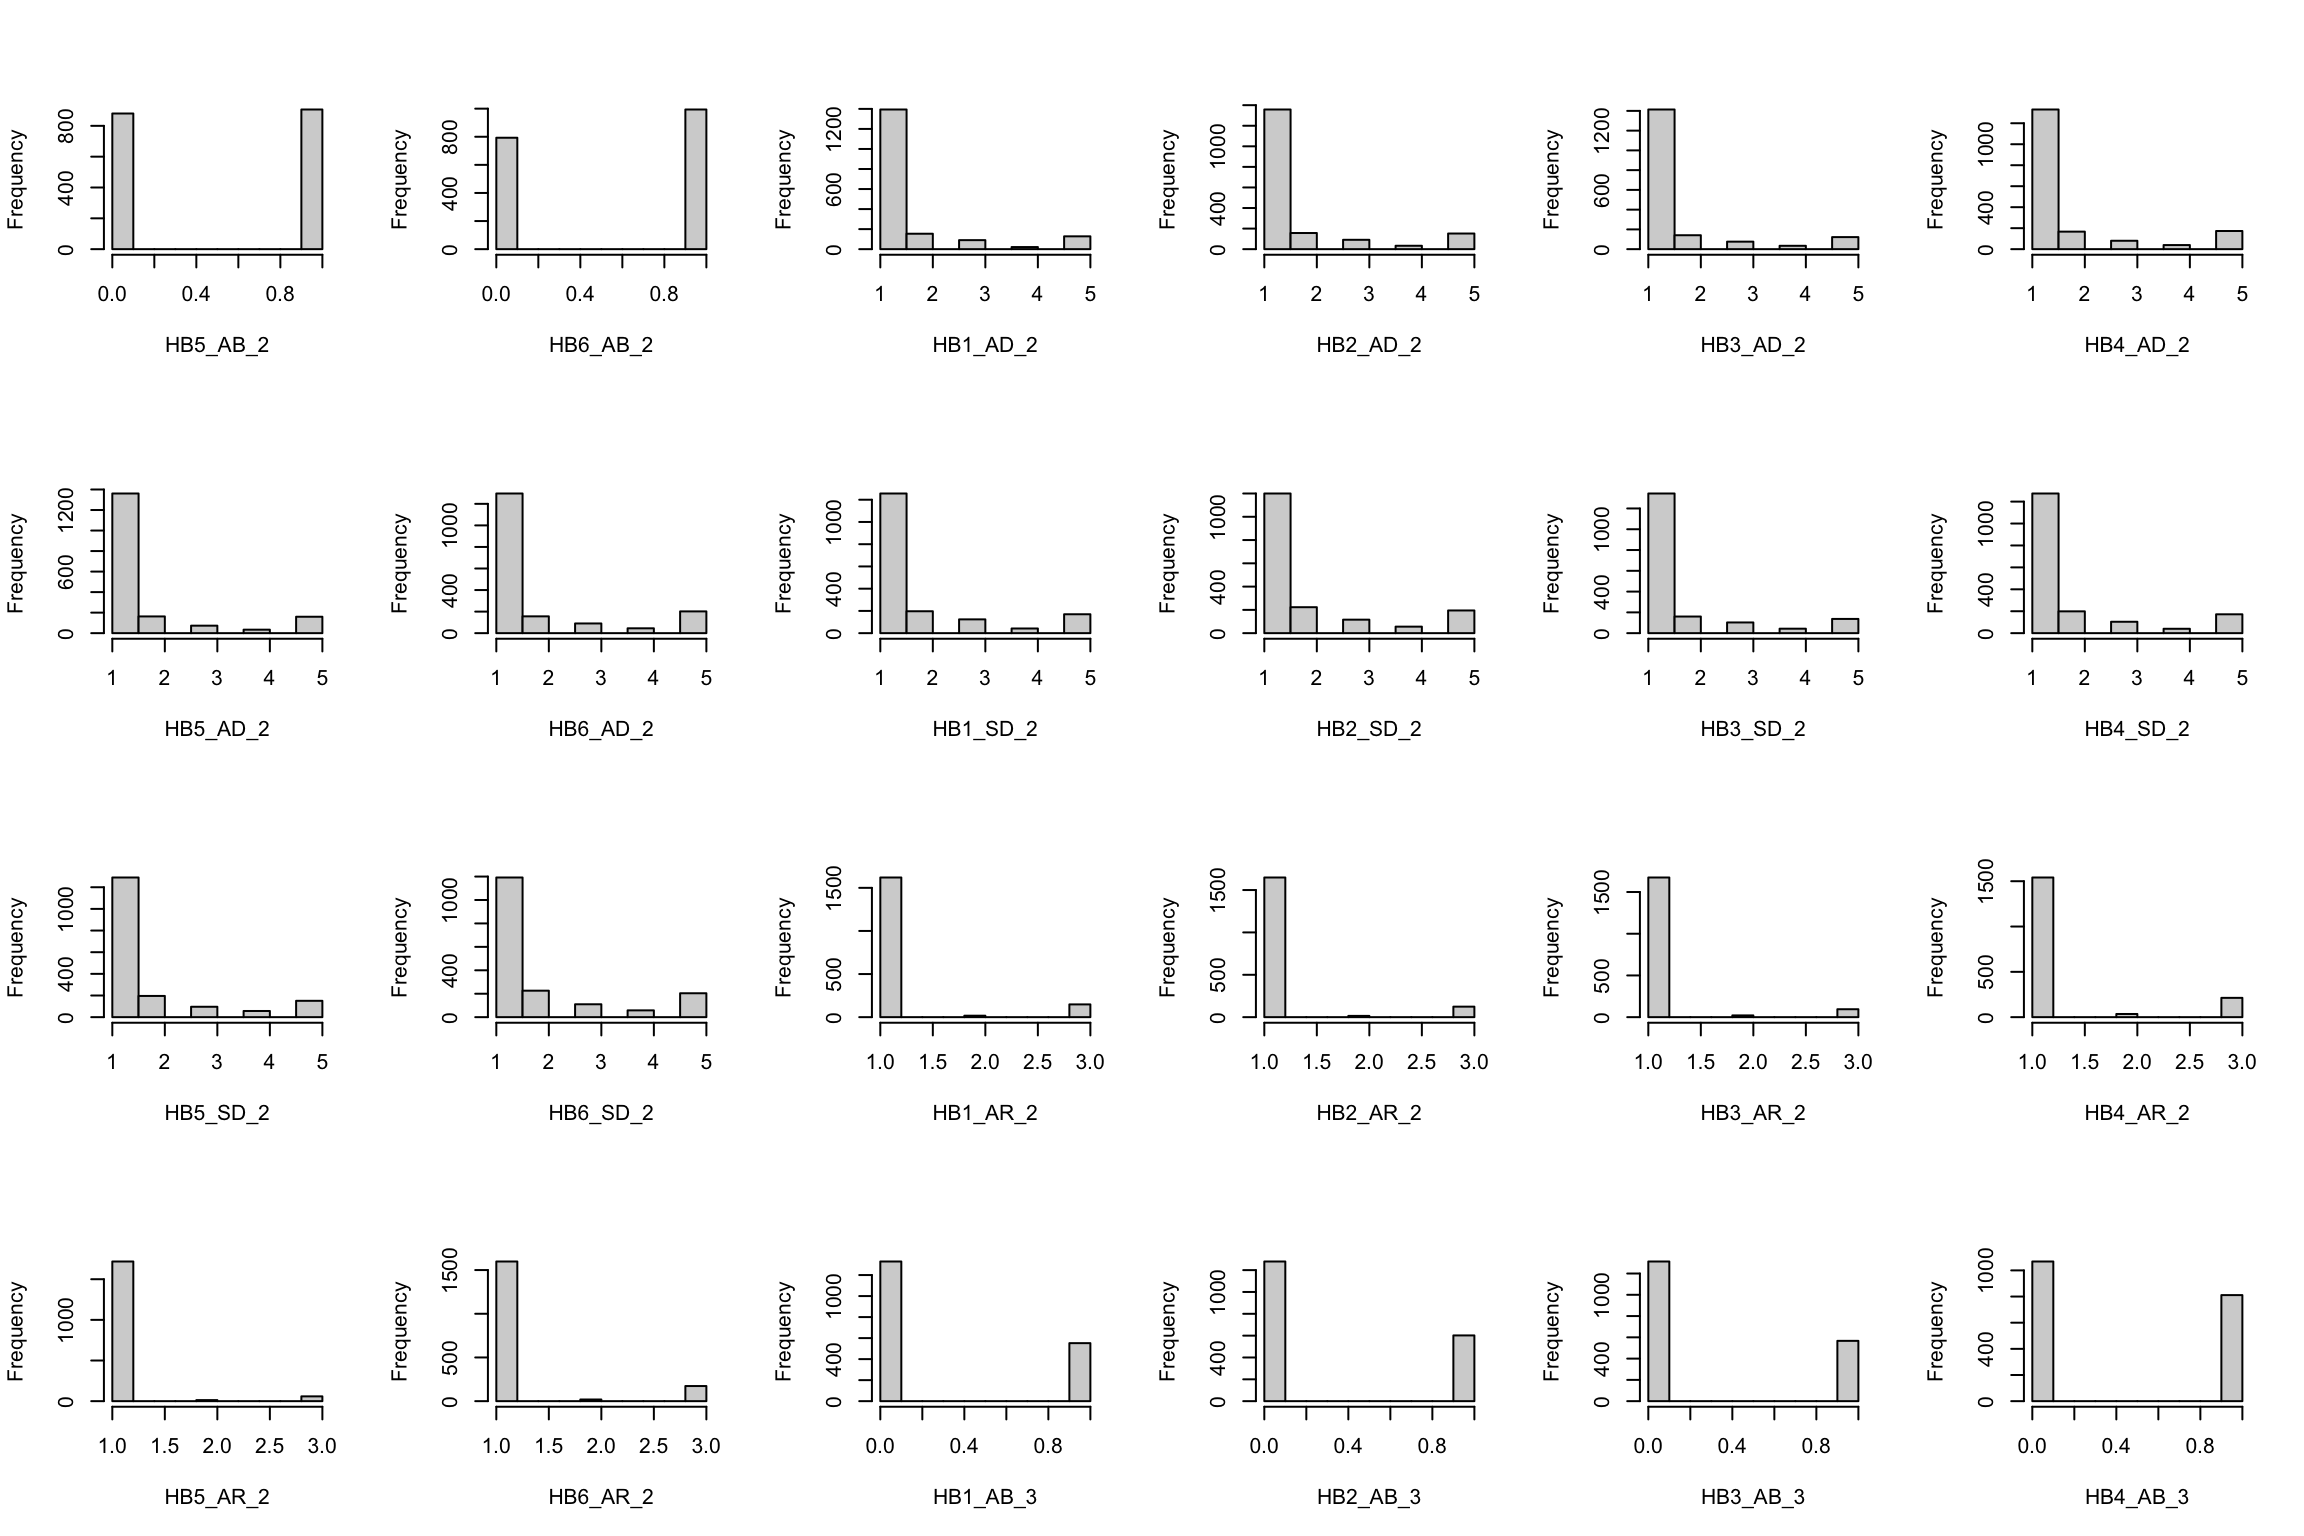 Frequency
0 400 800
0.0 0.4 0.8
HB5_AB_2
Frequency
0 400 800
0.0 0.4 0.8
HB6_AB_2
Frequency
0 600 1200
1 2 3 4 5
HB1_AD_2
Frequency
0 400 1000
1 2 3 4 5
HB2_AD_2
Frequency
0 600 1200
1 2 3 4 5
HB3_AD_2
Frequency
0 400 1000
1 2 3 4 5
HB4_AD_2
Frequency
0 600 1200
1 2 3 4 5
HB5_AD_2
Frequency
0 400 1000
1 2 3 4 5
HB6_AD_2
Frequency
0 400 1000
1 2 3 4 5
HB1_SD_2
Frequency
0 400 1000
1 2 3 4 5
HB2_SD_2
Frequency
0 400 1000
1 2 3 4 5
HB3_SD_2
Frequency
0 400 1000
1 2 3 4 5
HB4_SD_2
Frequency
0 400 1000
1 2 3 4 5
HB5_SD_2
Frequency
0 400 1000
1 2 3 4 5
HB6_SD_2
Frequency
0 500 1500
1.0 1.5 2.0 2.5 3.0
HB1_AR_2
Frequency
0 500 1500
1.0 1.5 2.0 2.5 3.0
HB2_AR_2
Frequency
0 500 1500
1.0 1.5 2.0 2.5 3.0
HB3_AR_2
Frequency
0 500 1500
1.0 1.5 2.0 2.5 3.0
HB4_AR_2
Frequency
0 1000
1.0 1.5 2.0 2.5 3.0
HB5_AR_2
Frequency
0 500 1500
1.0 1.5 2.0 2.5 3.0
HB6_AR_2
Frequency
0 400 1000
0.0 0.4 0.8
HB1_AB_3
Frequency
0 400 1000
0.0 0.4 0.8
HB2_AB_3
Frequency
0 400 1000
0.0 0.4 0.8
HB3_AB_3
Frequency
0 400 1000
0.0 0.4 0.8
HB4_AB_3